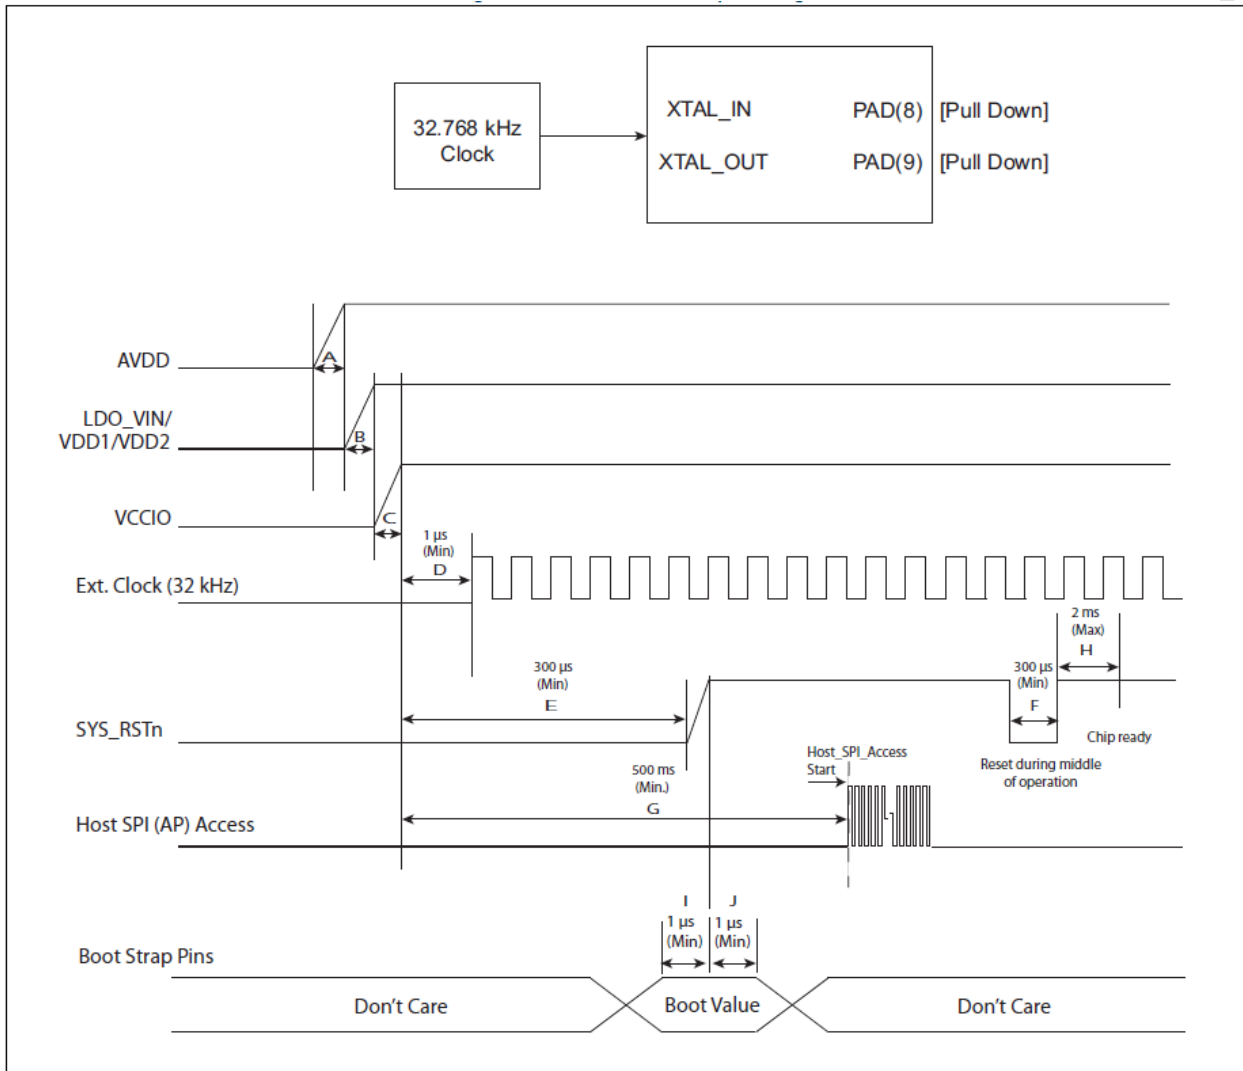 32.768 kHz
Clock
XTAL_IN
PAD(8)
[Pull Down]
XTAL_OUT
PAD(9)
[Pull Down]
AVDD
A
LDO_VIN/
VDD1/VDD2
B
VCCIO
C
1 µs
(Min)
D
Ext. Clock (32 kHz)
2 ms
(Max)
H
300 µs
(Min)
E
300 µs
(Min)
F
SYS_RSTn
Chip ready
Reset during middle
of operation
Host_SPI_Access
Start
500 ms
(Min.)
G
Host SPI (AP) Access
I
J
1 µs
(Min)
1 µs
(Min)
Boot Strap Pins
Don't Care
Boot Value
Don't Care